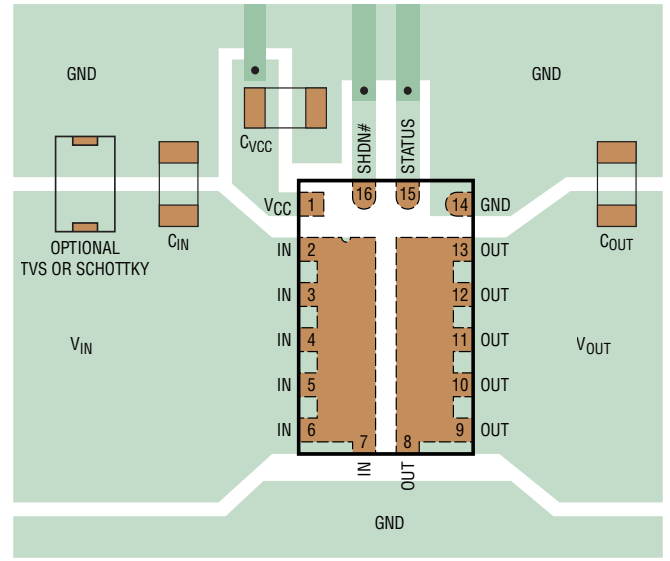 GND
GND
CVCC
SHDN#
STATUS
16
15
VCC 1
14 GND
OPTIONAL
TVS OR SCHOTTKY
CIN
COUT
IN 2
13 OUT
IN 3
12 OUT
VIN
IN 4
11 OUT
VOUT
IN 5
10 OUT
IN 6
7
8
9 OUT
IN
OUT
GND